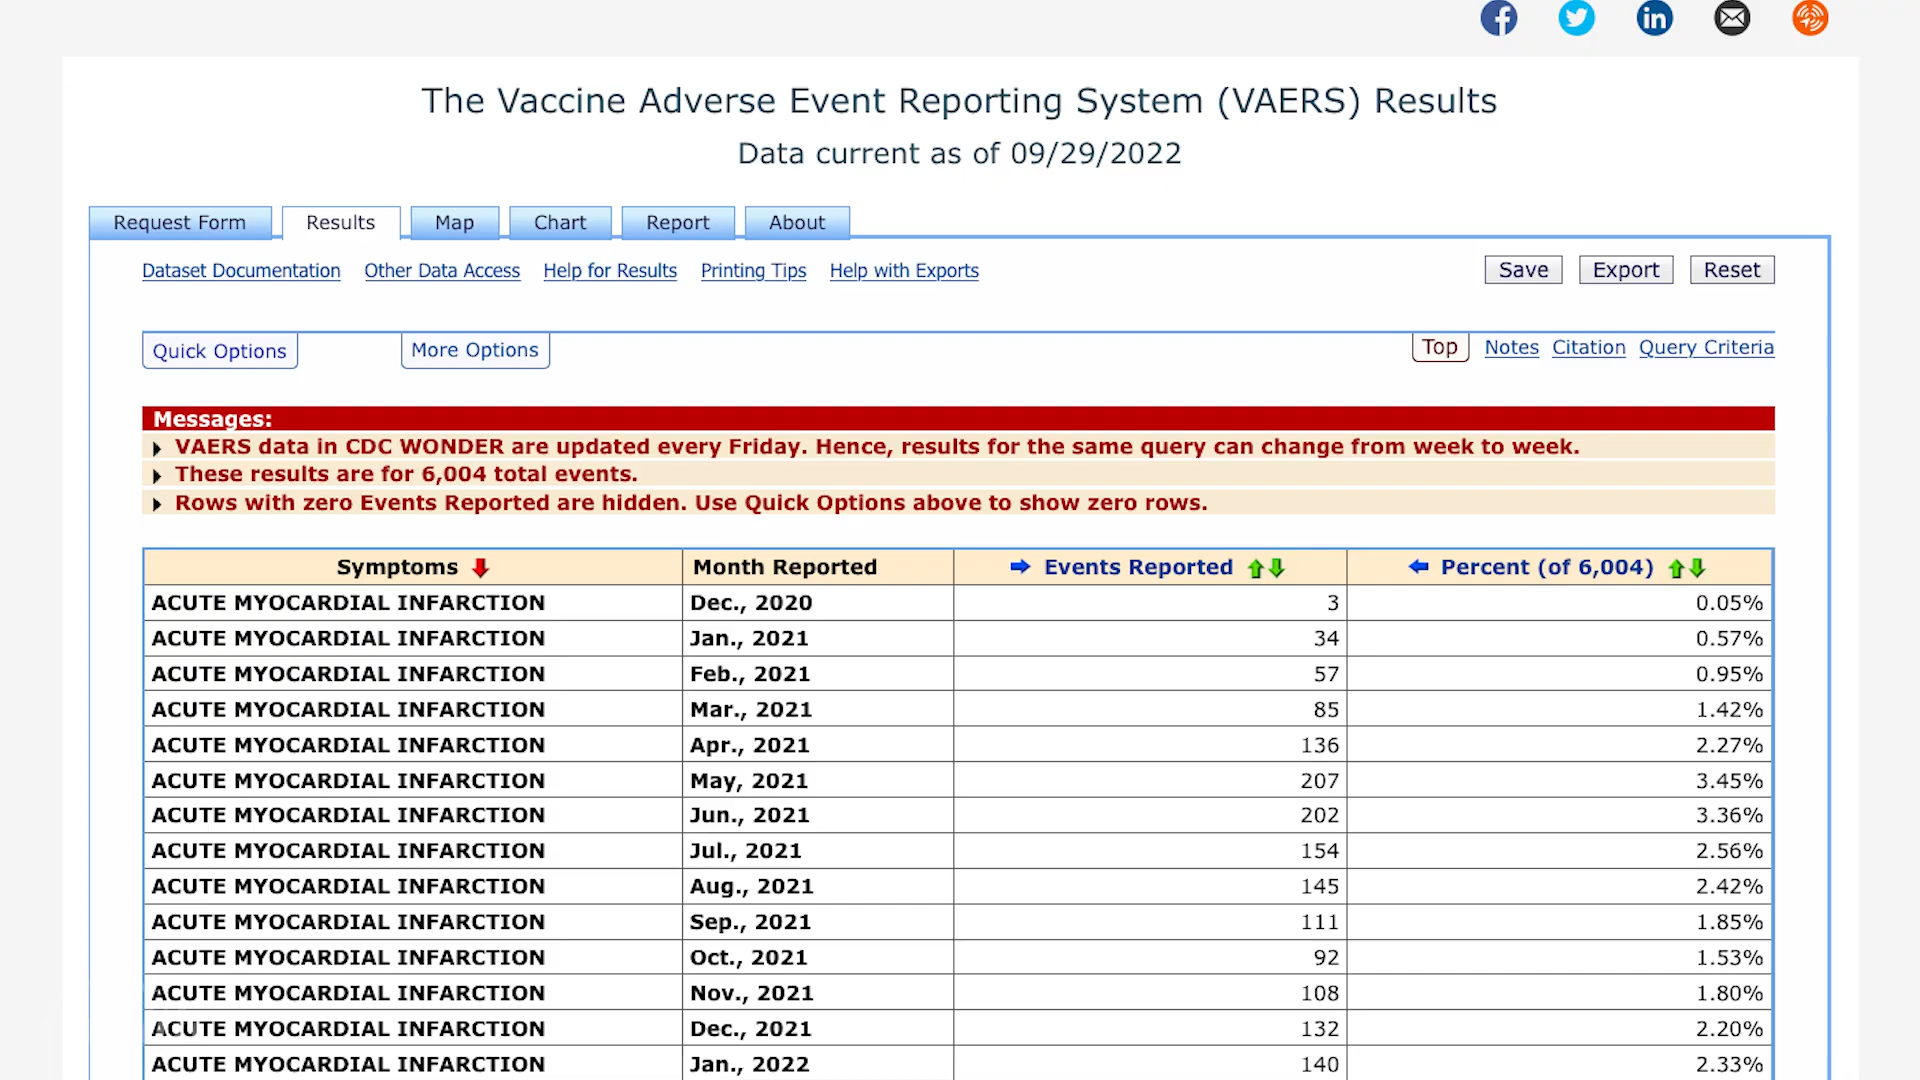 The Vaccine Adverse Event Reporting System (VAERS) Results
Data current as of 09/29/2022
Request Form Results Map Chart Report About
Dataset Documentation Other Data Access Help for Results Printing Tips Help with Exports Save Export Reset
Quick Options More Options Top Notes Citation Query Criteria
Messages:
VAERS data in CDC WONDER are updated every Friday. Hence, results for the same query can change from week to week.
These results are for 6,004 total events.
Rows with zero Events Reported are hidden. Use Quick Options above to show zero rows.
Symptoms Month Reported Events Reported Percent (of 6,004)
ACUTE MYOCARDIAL INFARCTION Dec., 2020 3 0.05%
ACUTE MYOCARDIAL INFARCTION Jan., 2021 34 0.57%
ACUTE MYOCARDIAL INFARCTION Feb., 2021 57 0.95%
ACUTE MYOCARDIAL INFARCTION Mar., 2021 85 1.42%
ACUTE MYOCARDIAL INFARCTION Apr., 2021 136 2.27%
ACUTE MYOCARDIAL INFARCTION May, 2021 207 3.45%
ACUTE MYOCARDIAL INFARCTION Jun., 2021 202 3.36%
ACUTE MYOCARDIAL INFARCTION Jul., 2021 154 2.56%
ACUTE MYOCARDIAL INFARCTION Aug., 2021 145 2.42%
ACUTE MYOCARDIAL INFARCTION Sep., 2021 111 1.85%
ACUTE MYOCARDIAL INFARCTION Oct., 2021 92 1.53%
ACUTE MYOCARDIAL INFARCTION Nov., 2021 108 1.80%
ACUTE MYOCARDIAL INFARCTION Dec., 2021 132 2.20%
ACUTE MYOCARDIAL INFARCTION Jan., 2022 140 2.33%